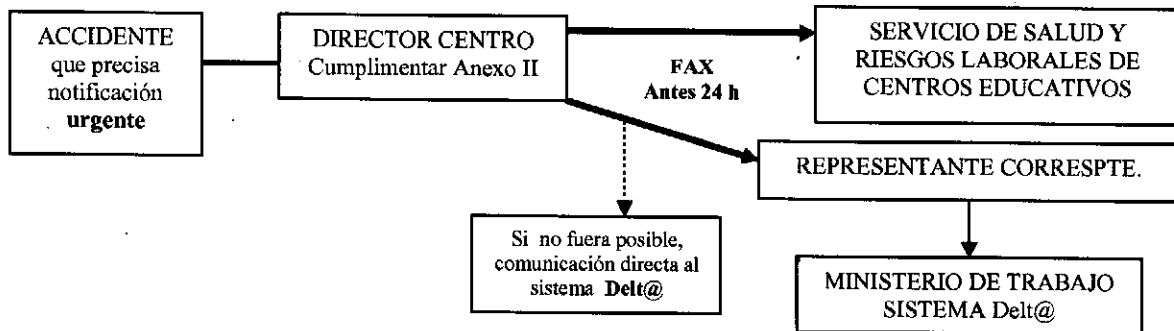 ACCIDENTE
que precisa
notificación
urgente
DIRECTOR CENTRO
Cumplimentar Anexo II
FAX
Antes 24 h
SERVICIO DE SALUD Y
RIESGOS LABORALES DE
CENTROS EDUCATIVOS
REPRESENTANTE CORRESPTE.
Si no fuera posible,
comunicación directa al
sistema Delt@
MINISTERIO DE TRABAJO
SISTEMA Delt@